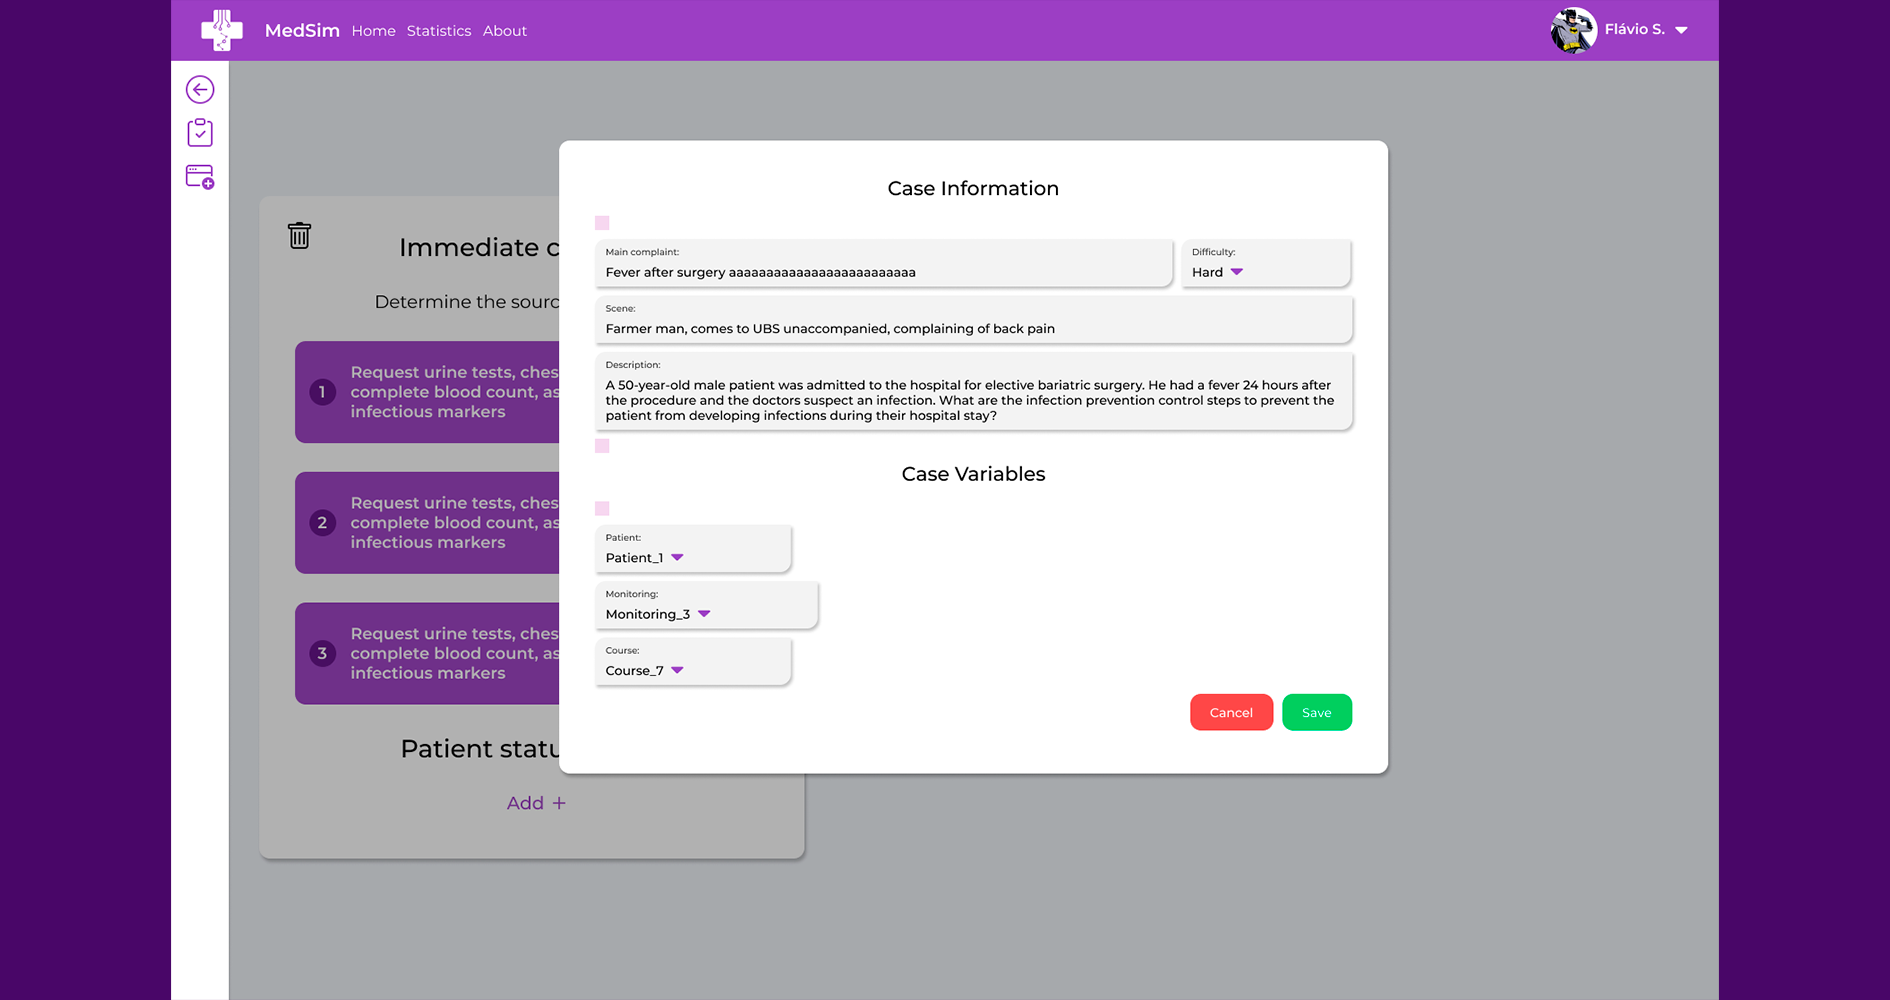 MedSim Home Statistics About
Flávio S.
Immediate c
Determine the sourc
1
Request urine tests, ches
complete blood count, as
infectious markers
2
Request urine tests, ches
complete blood count, as
infectious markers
3
Request urine tests, ches
complete blood count, as
infectious markers
Patient statu
Add +
Case Information
Main complaint:
Fever after surgery aaaaaaaaaaaaaaaaaaaaaaaaa
Difficulty:
Hard
Scene:
Farmer man, comes to UBS unaccompanied, complaining of back pain
Description:
A 50-year-old male patient was admitted to the hospital for elective bariatric surgery. He had a fever 24 hours after
the procedure and the doctors suspect an infection. What are the infection prevention control steps to prevent the
patient from developing infections during their hospital stay?
Case Variables
Patient:
Patient_1
Monitoring:
Monitoring_3
Course:
Course_7
Cancel
Save